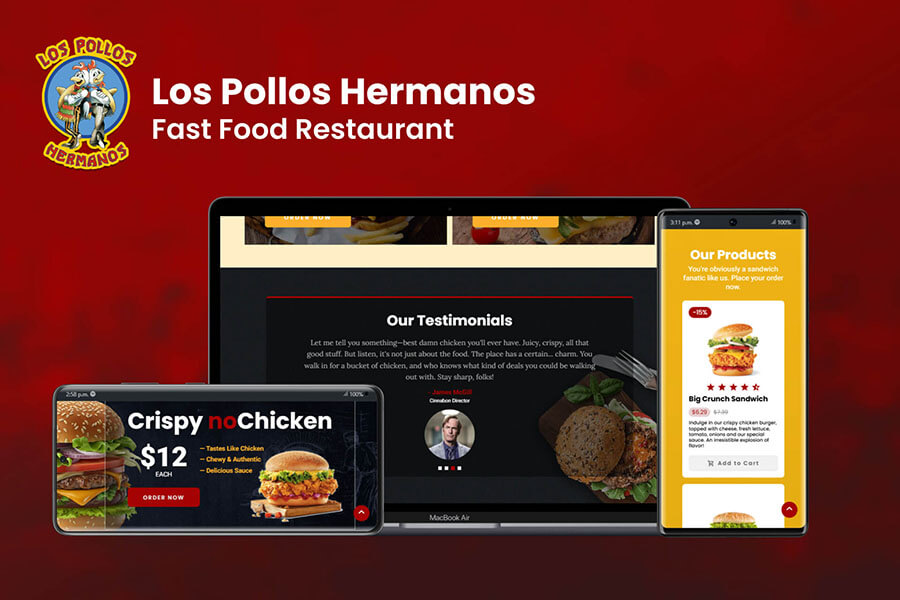 LOS POLLOS
HERMANOS
Los Pollos Hermanos
Fast Food Restaurant
ORDER NOW
ORDER NOW
Our Testimonials
Let me tell you something—best damn chicken you'll ever have. Juicy, crispy, all that
good stuff. But listen, it's not just about the food. The place has a certain... charm. You
walk in for a bucket of chicken, and who knows what kind of deals you could be walking
out with. Stay sharp, folks!
- James McGill
Cinnabon Director
MacBook Air
2:58 p.m.
100%
Crispy noChicken
$12
EACH
– Tastes Like Chicken
– Chewy & Authentic
– Delicious Sauce
ORDER NOW
3:11 p.m.
100%
Our Products
You're obviously a sandwich
fanatic like us. Place your order
now.
-15%
Big Crunch Sandwich
$6.29 $7.39
Indulge in our crispy chicken burger,
topped with cheese, fresh lettuce,
tomato, onions and our special
sauce. An irresistible explosion of
flavor!
Add to Cart